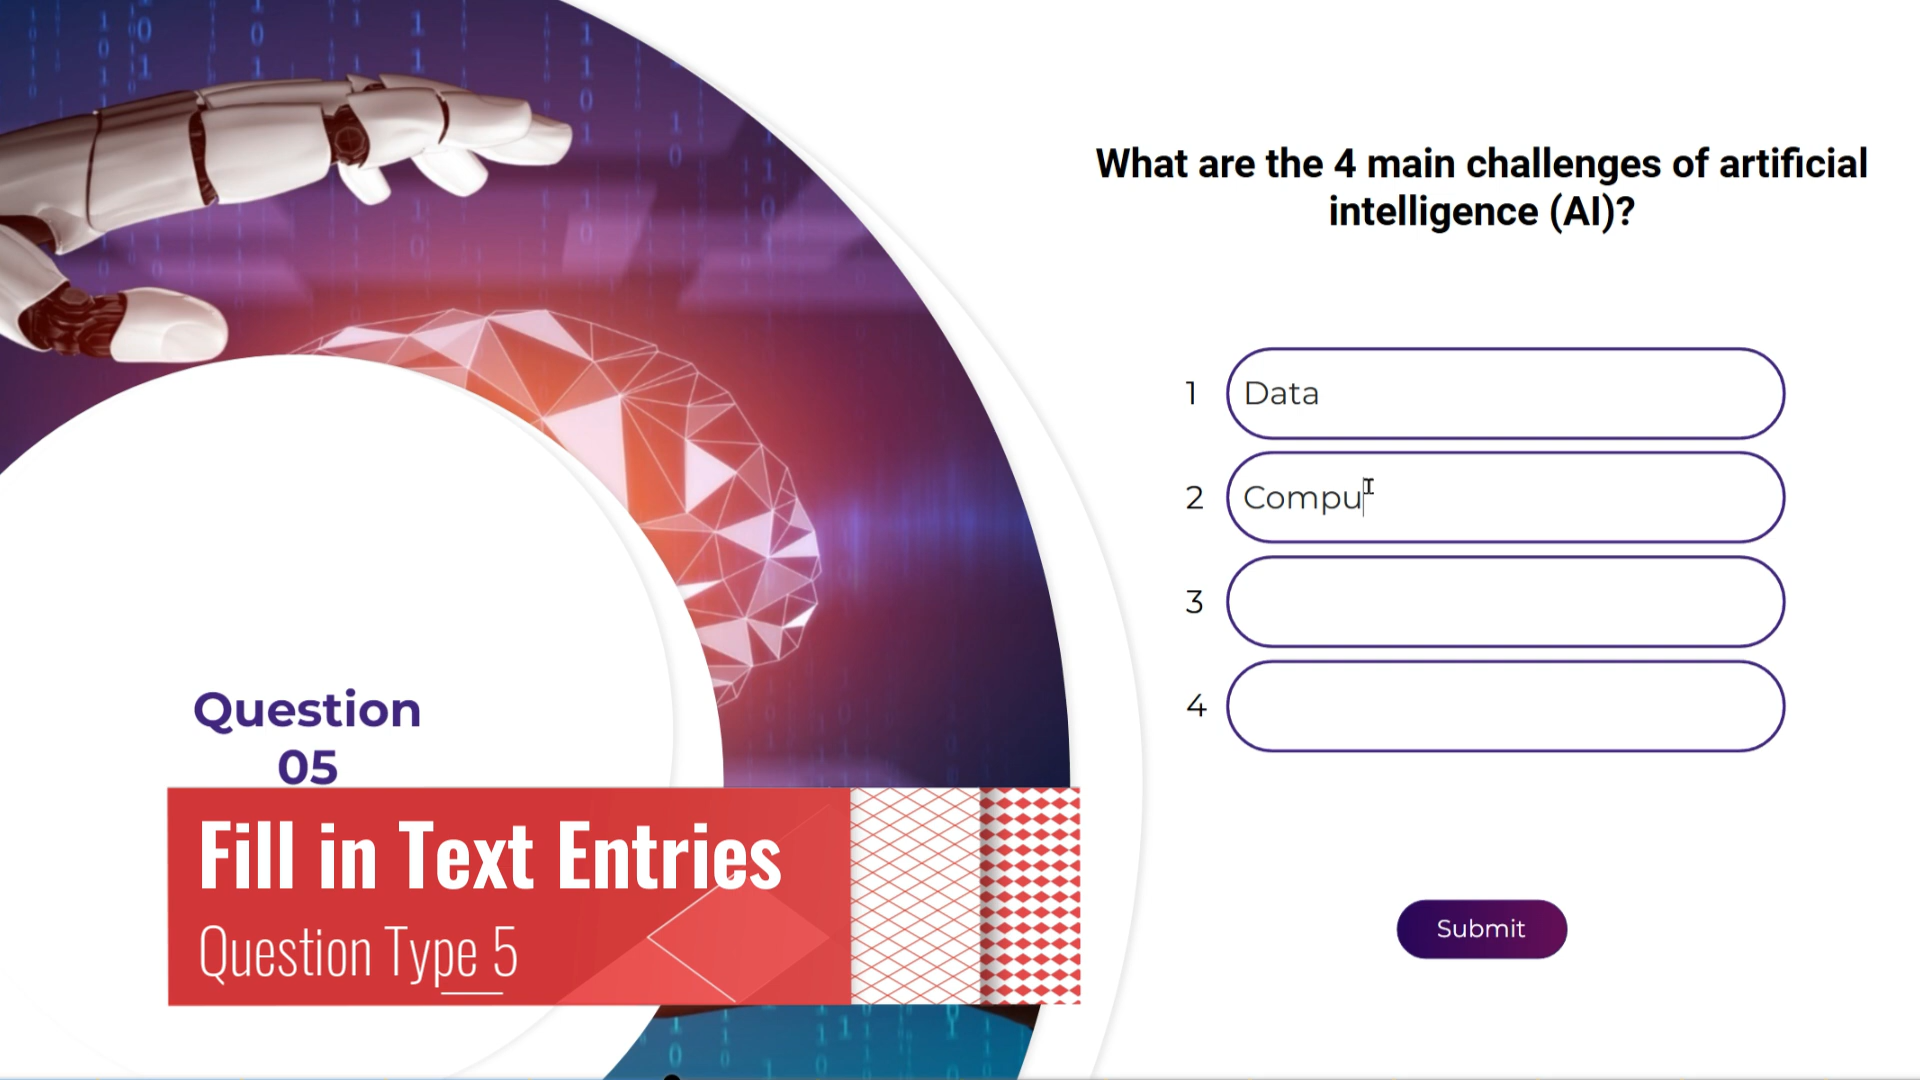 What are the 4 main challenges of artificial
intelligence (AI)?
1 Data
2 Compu
3
4
Submit
Question
05
Fill in Text Entries
Question Type 5